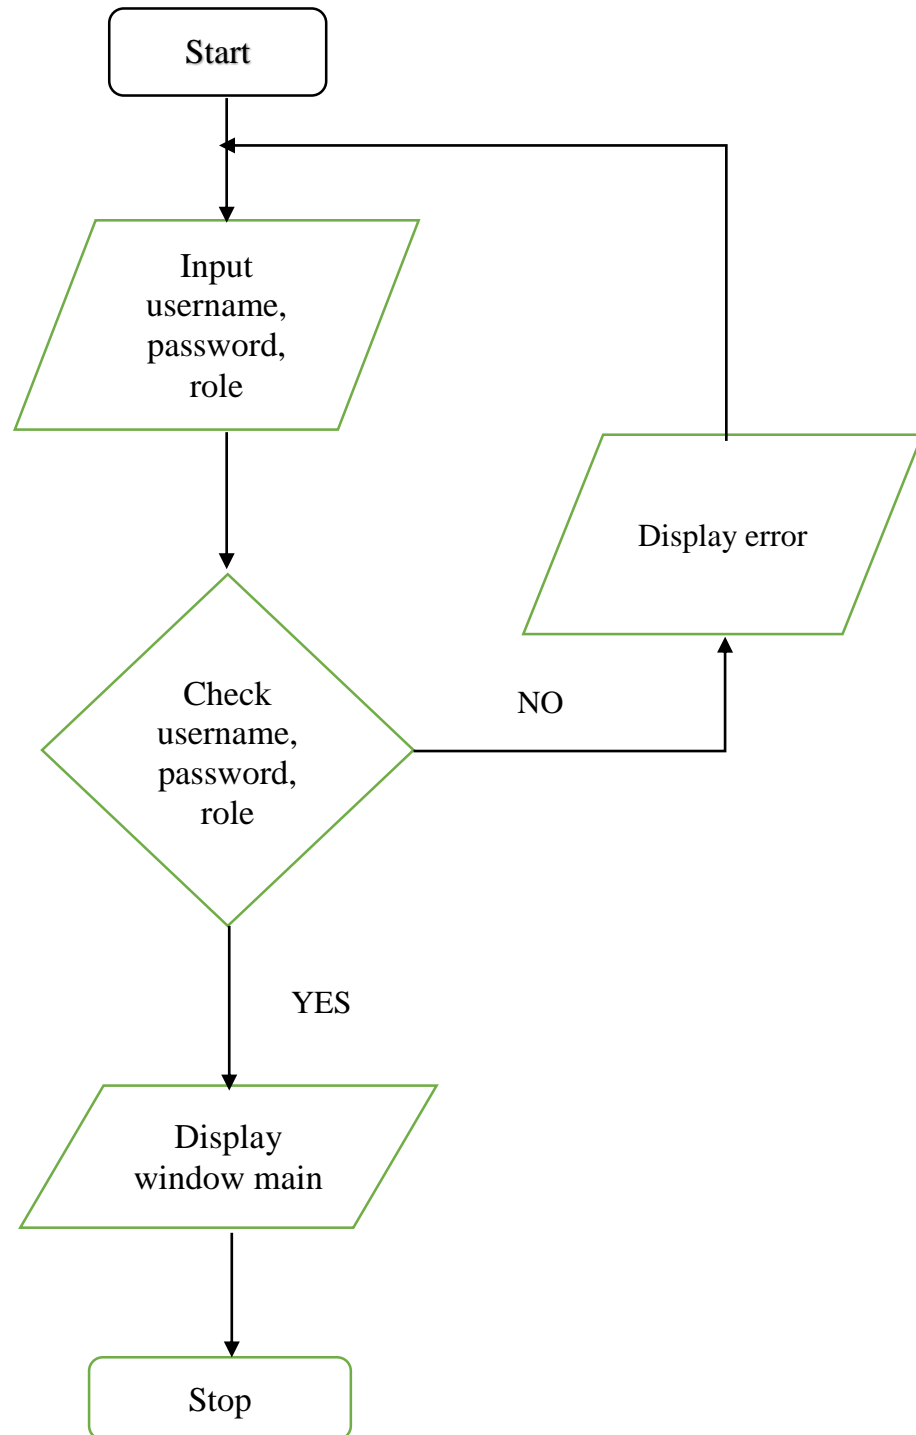 Start
Input
username,
password,
role
Display error
Check
username,
password,
role
NO
YES
Display
window main
Stop